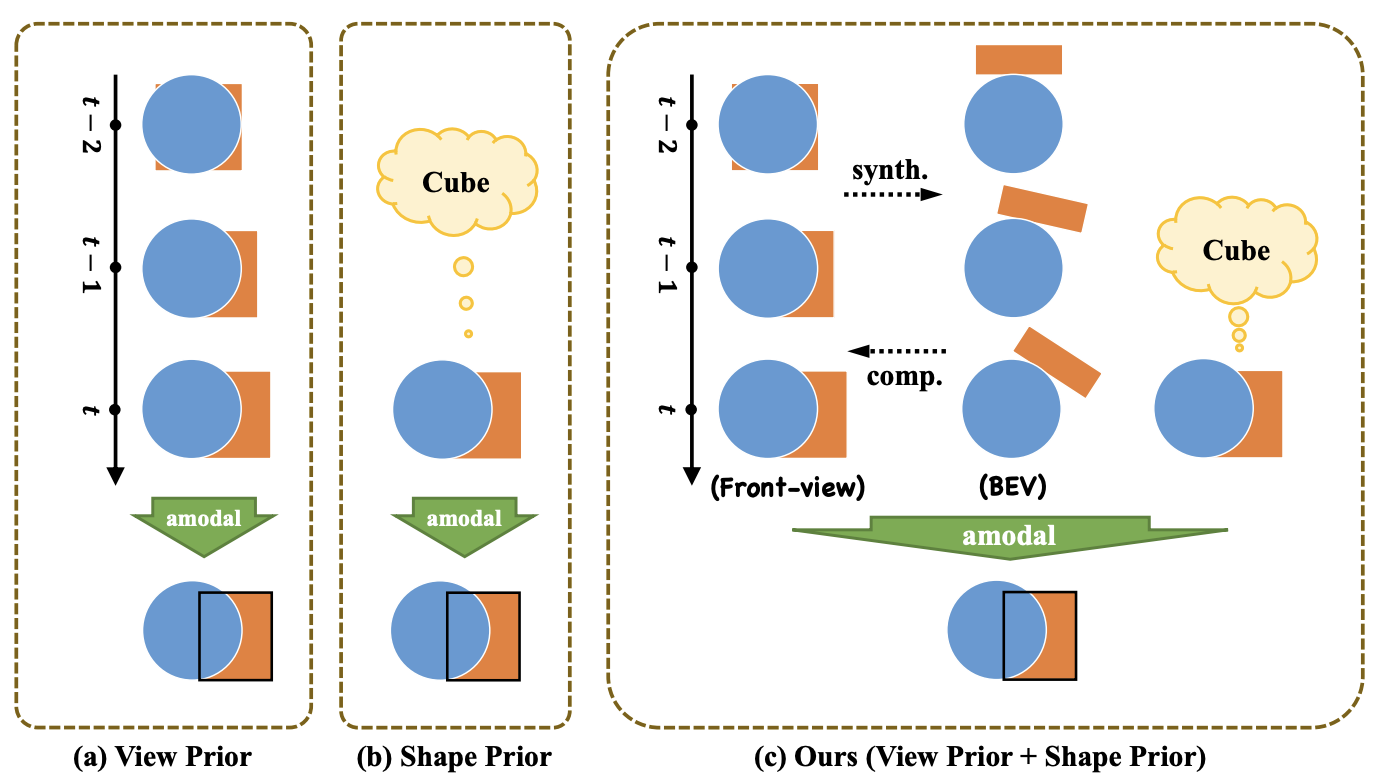 t − 2
t − 1
t
amodal
(a) View Prior
Cube
amodal
(b) Shape Prior
t − 2
t − 1
t
synth.
comp.
(Front-view)
(BEV)
Cube
amodal
(c) Ours (View Prior + Shape Prior)